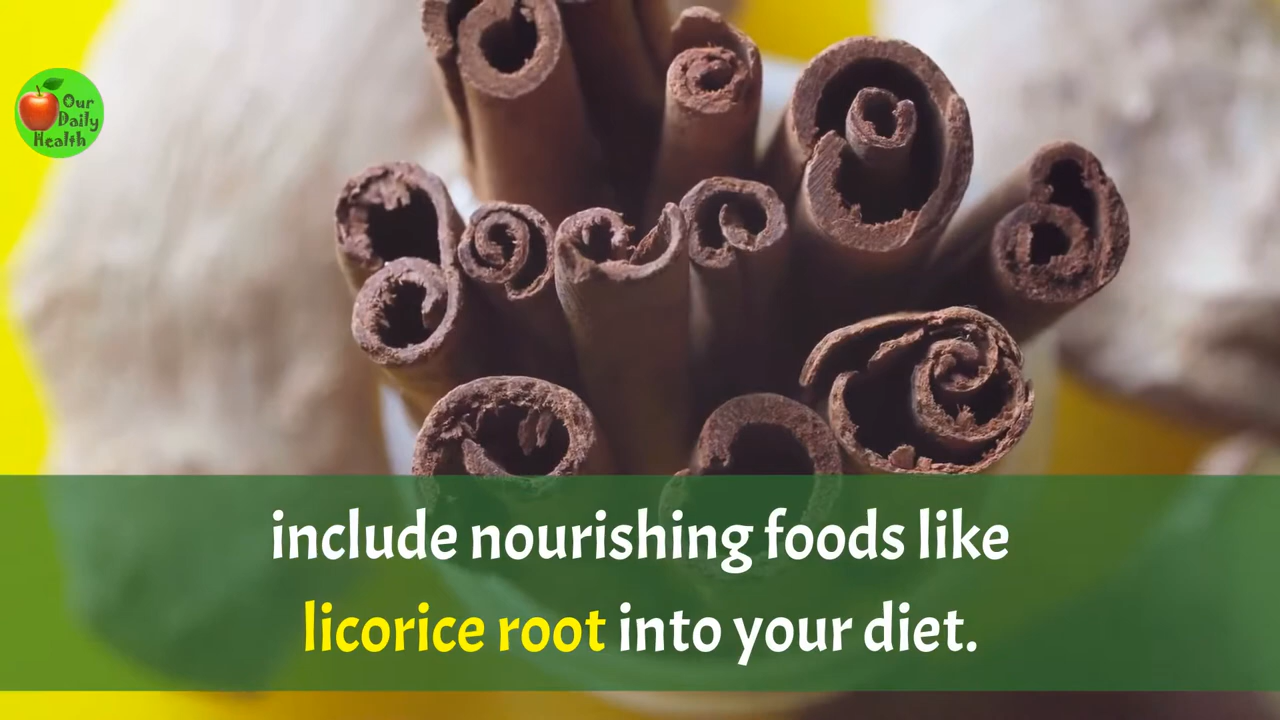 Our
Daily
Health
include nourishing foods like
licorice root into your diet.